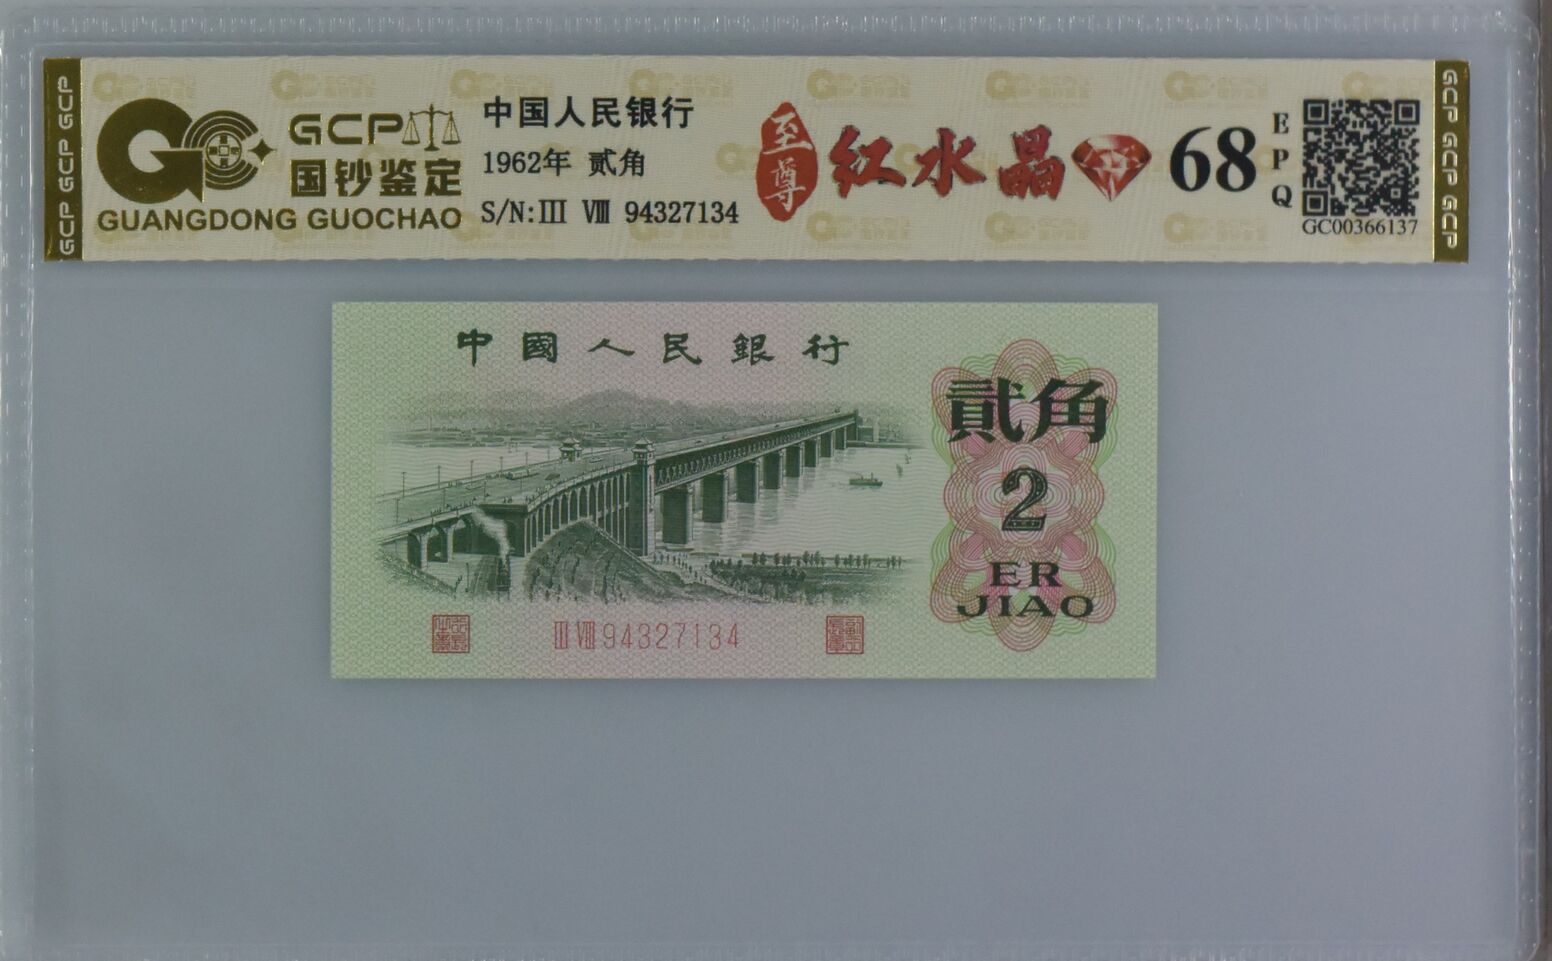 GCP GCP GCP
GCP
国钞鉴定
GUANGDONG GUOCHAO
中国人民银行
1962年 贰角
S/N:III VIII 94327134
至尊
红水晶
68
EPQ
GC00366137
GCP GCP GCP
中國人民銀行
貳角
2
ER
JIAO
III VIII 94327134